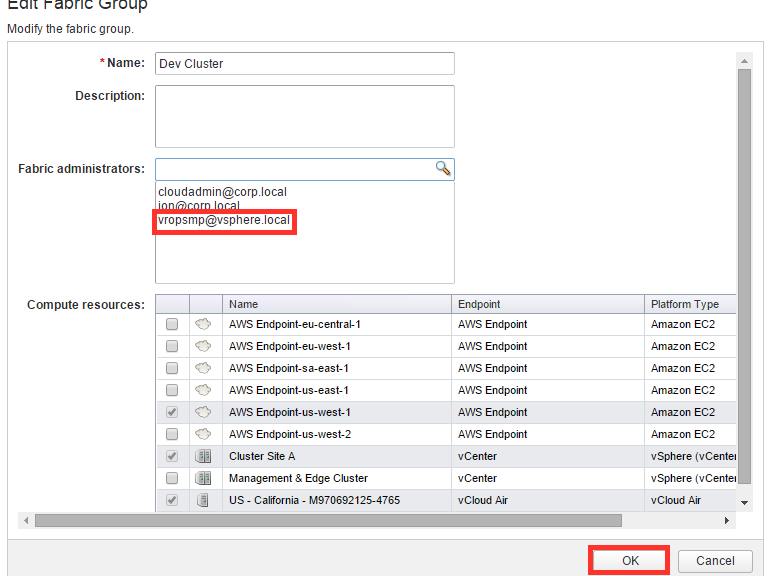 Edit Fabric Group
Modify the fabric group.
* Name: Dev Cluster
Description:
Fabric administrators:
cloudadmin@corp.local
jon@corp.local
vropsmp@vsphere.local
Compute resources: Name Endpoint Platform Type
AWS Endpoint-eu-central-1 AWS Endpoint Amazon EC2
AWS Endpoint-eu-west-1 AWS Endpoint Amazon EC2
AWS Endpoint-sa-east-1 AWS Endpoint Amazon EC2
AWS Endpoint-us-east-1 AWS Endpoint Amazon EC2
AWS Endpoint-us-west-1 AWS Endpoint Amazon EC2
AWS Endpoint-us-west-2 AWS Endpoint Amazon EC2
Cluster Site A vCenter vSphere (vCenter
Management & Edge Cluster vCenter vSphere (vCenter
US - California - M970692125-4765 vCloud Air vCloud Air
OK Cancel